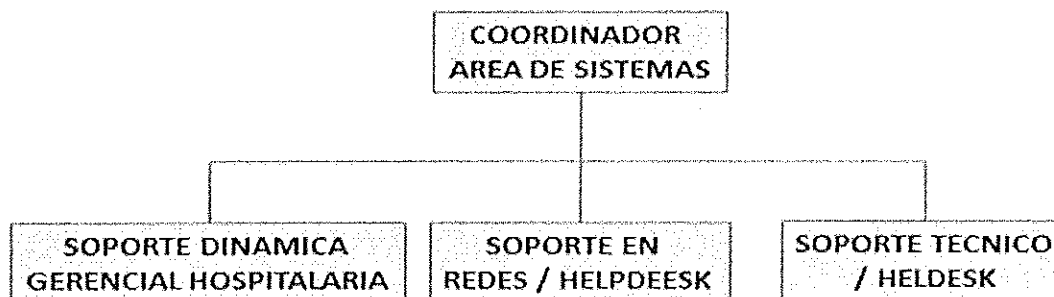 COORDINADOR
AREA DE SISTEMAS
SOPORTE DINAMICA
GERENCIAL HOSPITALARIA
SOPORTE EN
REDES / HELPDEESK
SOPORTE TECNICO
/ HELDESK